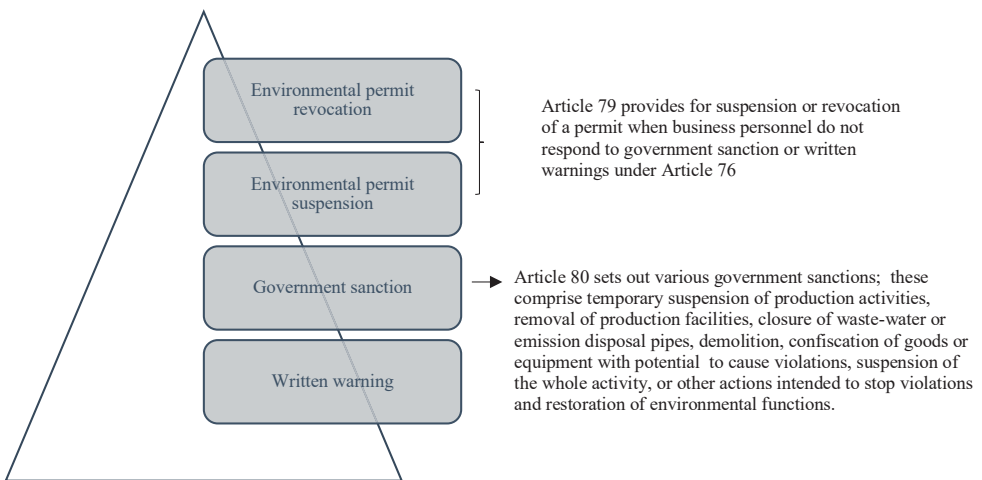 Environmental permit
revocation
Article 79 provides for suspension or revocation
of a permit when business personnel do not
respond to government sanction or written
warnings under Article 76
Environmental permit
suspension
Government sanction
Article 80 sets out various government sanctions;  these
comprise temporary suspension of production activities,
removal of production facilities, closure of waste-water or
emission disposal pipes, demolition, confiscation of goods or
equipment with potential  to cause violations, suspension of
the whole activity, or other actions intended to stop violations
and restoration of environmental functions.
Written warning